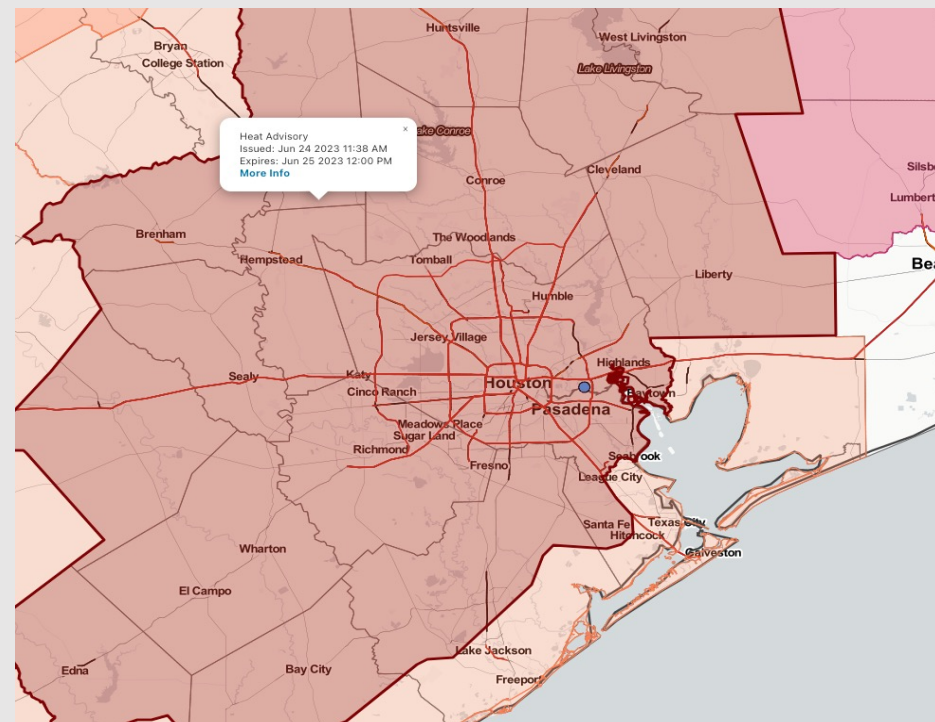 Huntsville
West Livingston
Bryan
College Station
Lake Livingston
Heat Advisory
Issued: Jun 24 2023 11:38 AM
Expires: Jun 25 2023 12:00 PM
More Info
×
ake Conroe
Conroe
Cleveland
Silsb
Lumbert
Brenham
The Woodlands
Hempstead
Tomball
Bea
Liberty
Humble
Jersey Village
Highlands
Sealy
Katy
Houston
Cinco Ranch
Baytown
Pasadena
Meadows Place
Sugar Land
Richmond
Seabrook
Fresno
League City
Santa Fe
Texas City
Hitchcock
Wharton
Galveston
El Campo
Lake Jackson
Edna
Bay City
Freeport